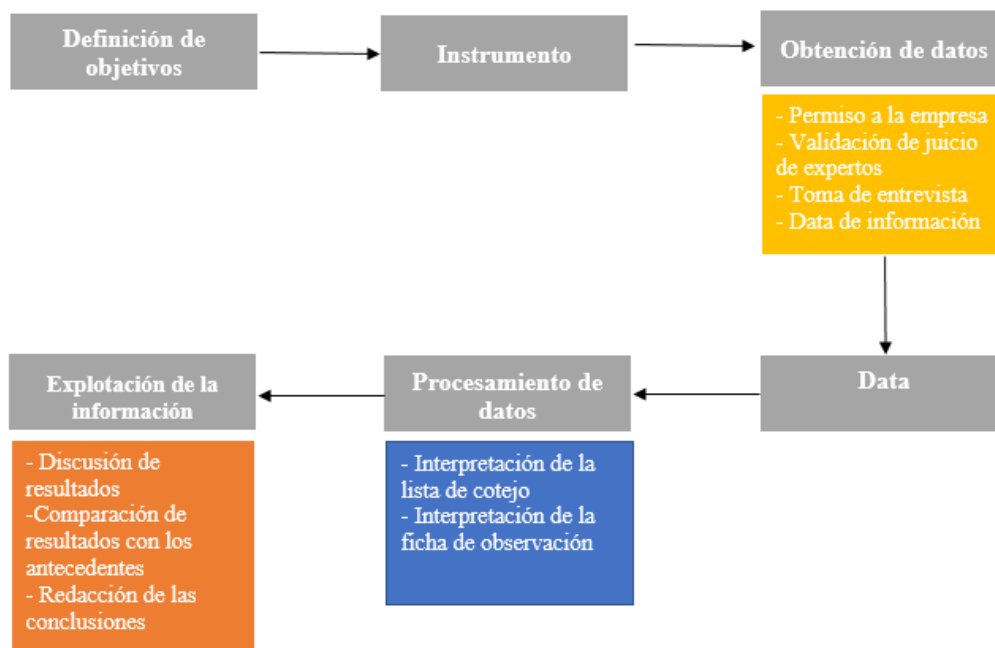 Definición de
objetivos
Instrumento
Obtención de datos
- Permiso a la empresa
- Validación de juicio
de expertos
- Toma de entrevista
- Data de información
Data
Procesamiento de
datos
- Interpretación de la
lista de cotejo
- Interpretación de la
ficha de observación
Explotación de la
información
- Discusión de
resultados
-Comparación de
resultados con los
antecedentes
- Redacción de las
conclusiones